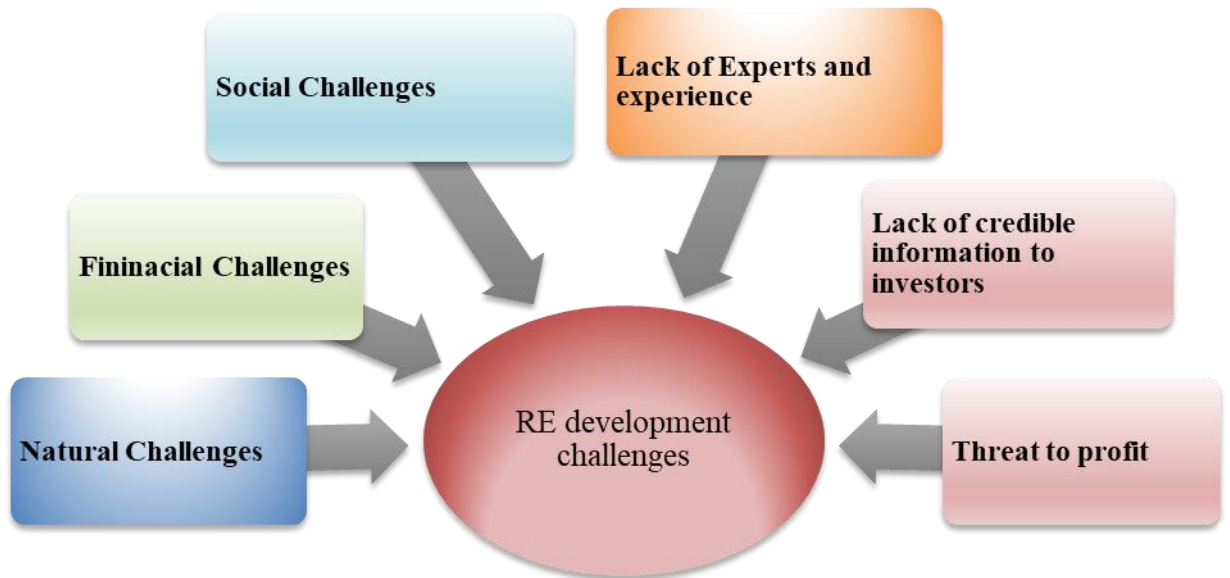 Social Challenges
Lack of Experts and
experience
Fininacial Challenges
Lack of credible
information to
investors
Natural Challenges
RE development
challenges
Threat to profit